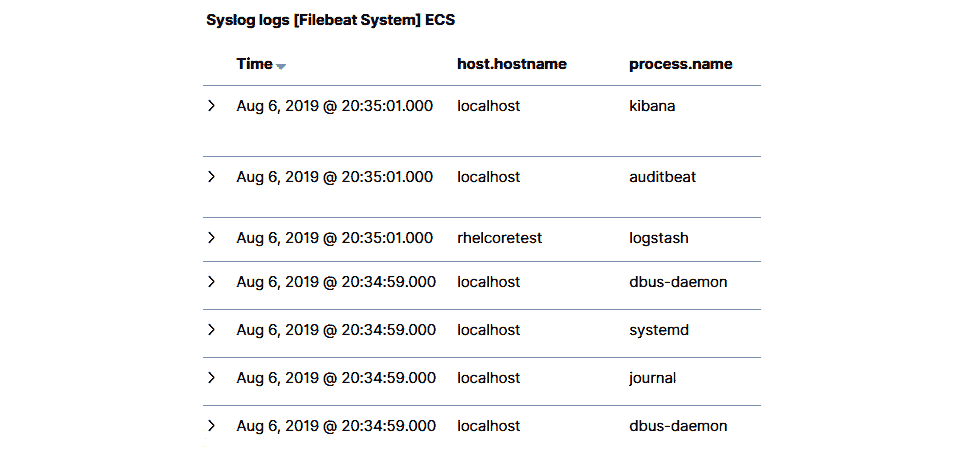 Syslog logs [Filebeat System] ECS
Time host.hostname process.name
Aug 6, 2019 @ 20:35:01.000 localhost kibana
Aug 6, 2019 @ 20:35:01.000 localhost auditbeat
Aug 6, 2019 @ 20:35:01.000 rhelcoretest logstash
Aug 6, 2019 @ 20:34:59.000 localhost dbus-daemon
Aug 6, 2019 @ 20:34:59.000 localhost systemd
Aug 6, 2019 @ 20:34:59.000 localhost journal
Aug 6, 2019 @ 20:34:59.000 localhost dbus-daemon